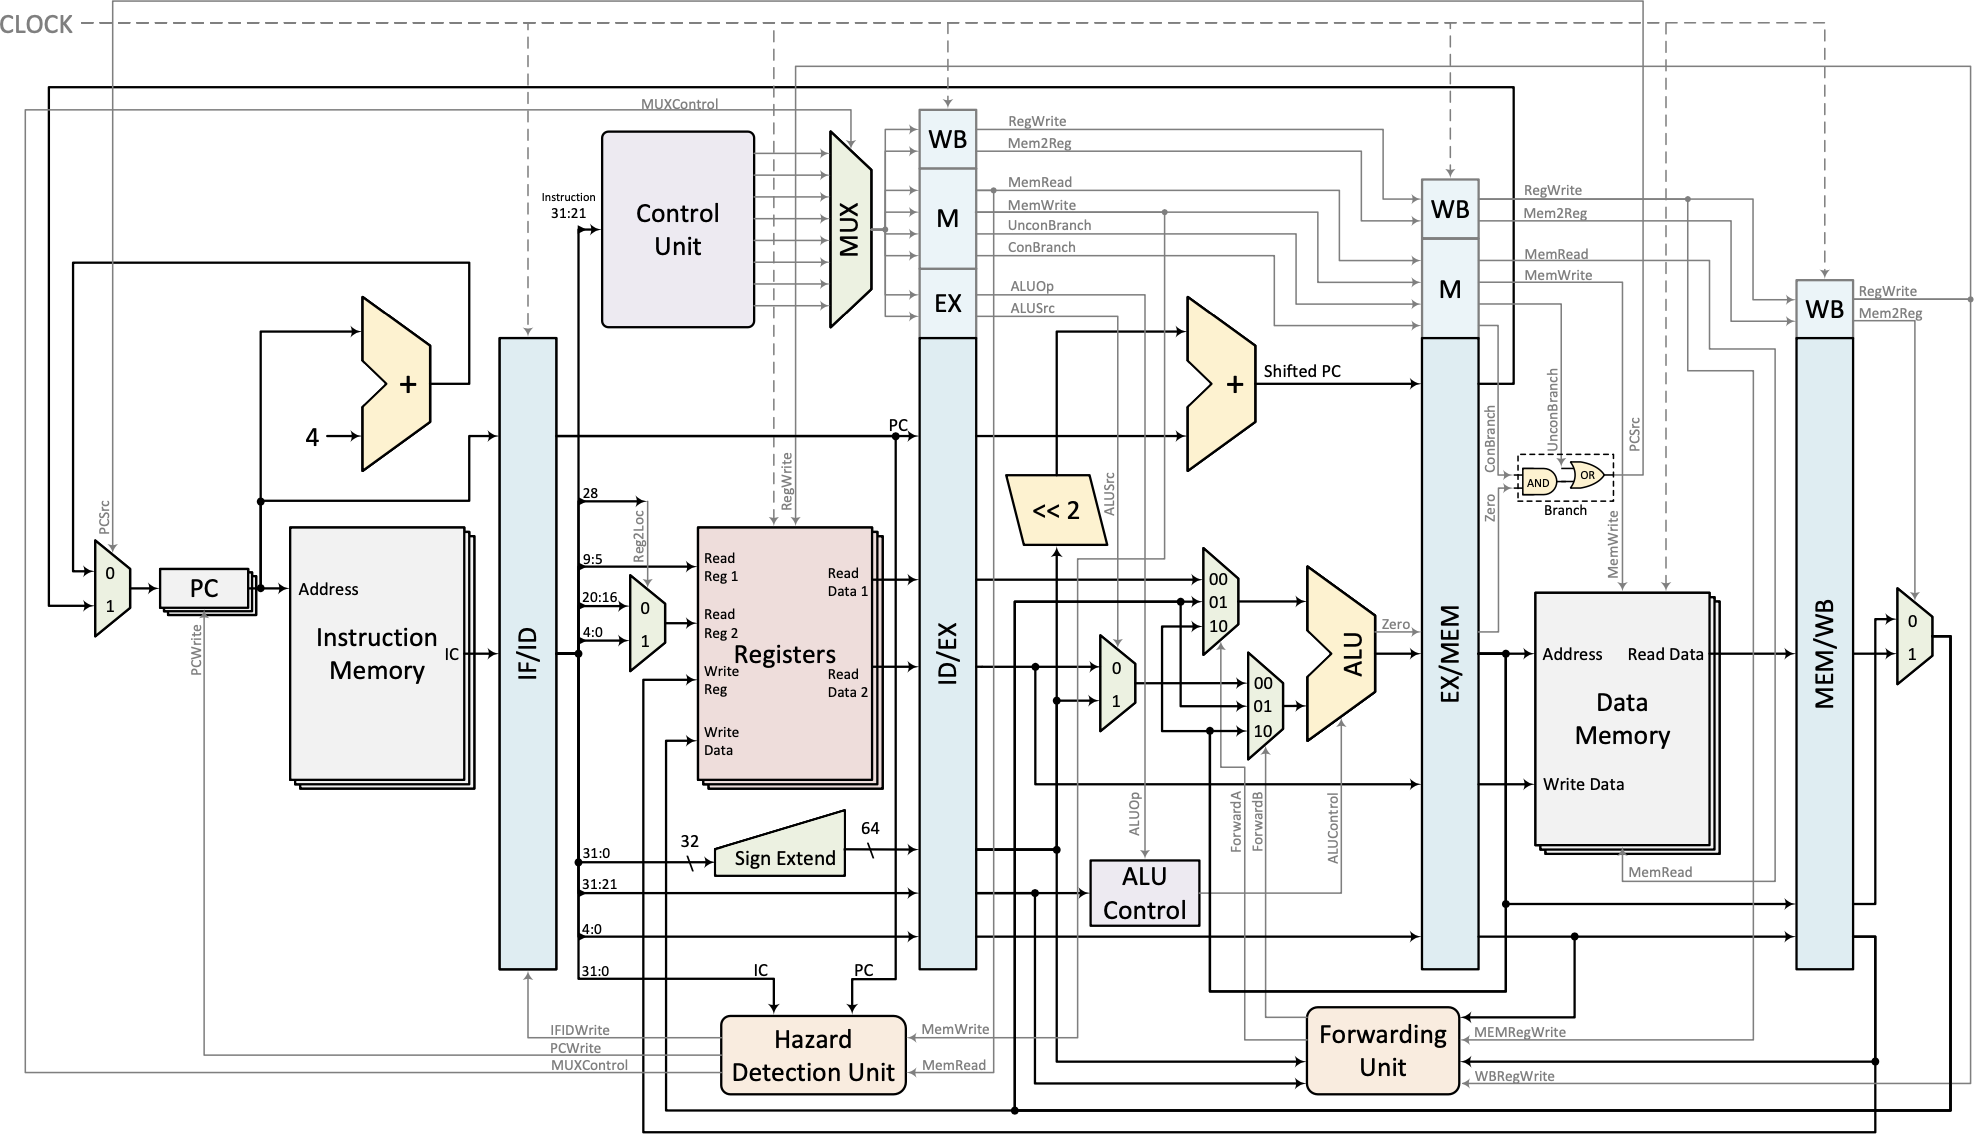 CLOCK
MUXControl
RegWrite
Mem2Reg
WB
MemRead
MemWrite
UnconBranch
ConBranch
M
ALUOp
ALUSrc
EX
Instruction
31:21
Control
Unit
MUX
RegWrite
Mem2Reg
WB
MemRead
MemWrite
M
RegWrite
Mem2Reg
WB
+
4
+
Shifted PC
PC
PCSrc
RegWrite
ALUSrc
ConBranch
UnconBranch
PCSrc
Zero
AND
OR
Branch
MemWrite
<< 2
28
Reg2Loc
9:5
20:16
4:0
0
1
0
1
PC
PCWrite
Address
Instruction
Memory
IC
IF/ID
Read
Reg 1
Read
Reg 2
Registers
Write
Reg
Write
Data
Read
Data 1
Read
Data 2
ID/EX
00
01
10
0
1
00
01
10
ALU
Zero
EX/MEM
Address
Read Data
Data
Memory
Write Data
MemRead
MEM/WB
0
1
32
Sign Extend
64
31:0
31:21
4:0
31:0
IC
PC
ALUOp
ALU
Control
ForwardA
ForwardB
ALUControl
IFIDWrite
PCWrite
MUXControl
Hazard
Detection Unit
MemWrite
MemRead
Forwarding
Unit
MEMRegWrite
WBRegWrite